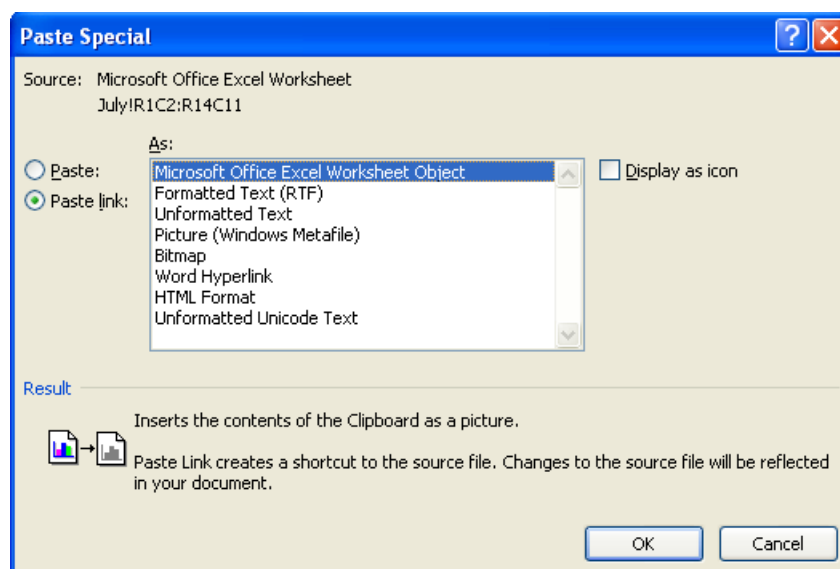 Paste Special
Source: Microsoft Office Excel Worksheet
July!R1C2:R14C11
As:
Paste:
Paste link:
Microsoft Office Excel Worksheet Object
Formatted Text (RTF)
Unformatted Text
Picture (Windows Metafile)
Bitmap
Word Hyperlink
HTML Format
Unformatted Unicode Text
Display as icon
Result
Inserts the contents of the Clipboard as a picture.
Paste Link creates a shortcut to the source file. Changes to the source file will be reflected
in your document.
OK
Cancel